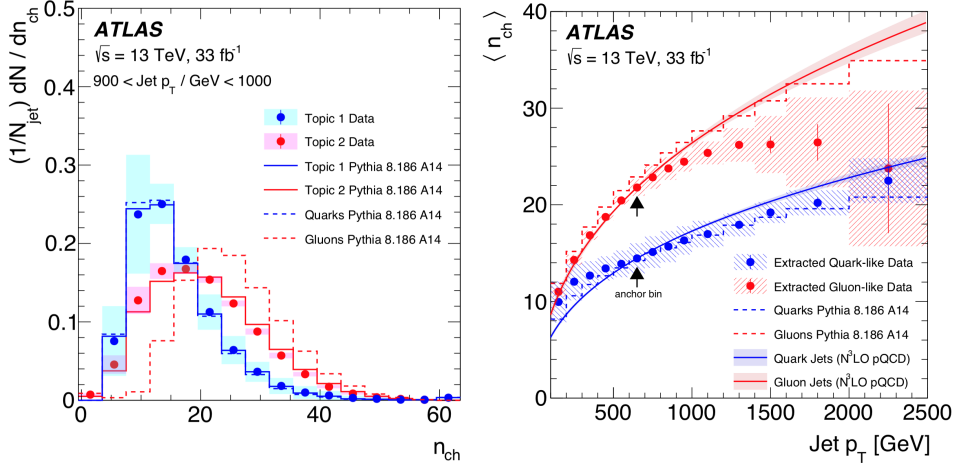 ATLAS
√s = 13 TeV, 33 fb⁻¹
900 < Jet p_T / GeV < 1000
Topic 1 Data
Topic 2 Data
Topic 1 Pythia 8.186 A14
Topic 2 Pythia 8.186 A14
Quarks Pythia 8.186 A14
Gluons Pythia 8.186 A14
(1/N_jet) dN / dn_ch
0.5
0.4
0.3
0.2
0.1
0
0 20 40 60
n_ch
ATLAS
√s = 13 TeV, 33 fb⁻¹
⟨ n_ch ⟩
40
30
20
10
0
anchor bin
Extracted Quark-like Data
Extracted Gluon-like Data
Quarks Pythia 8.186 A14
Gluons Pythia 8.186 A14
Quark Jets (N³LO pQCD)
Gluon Jets (N³LO pQCD)
500 1000 1500 2000 2500
Jet p_T [GeV]